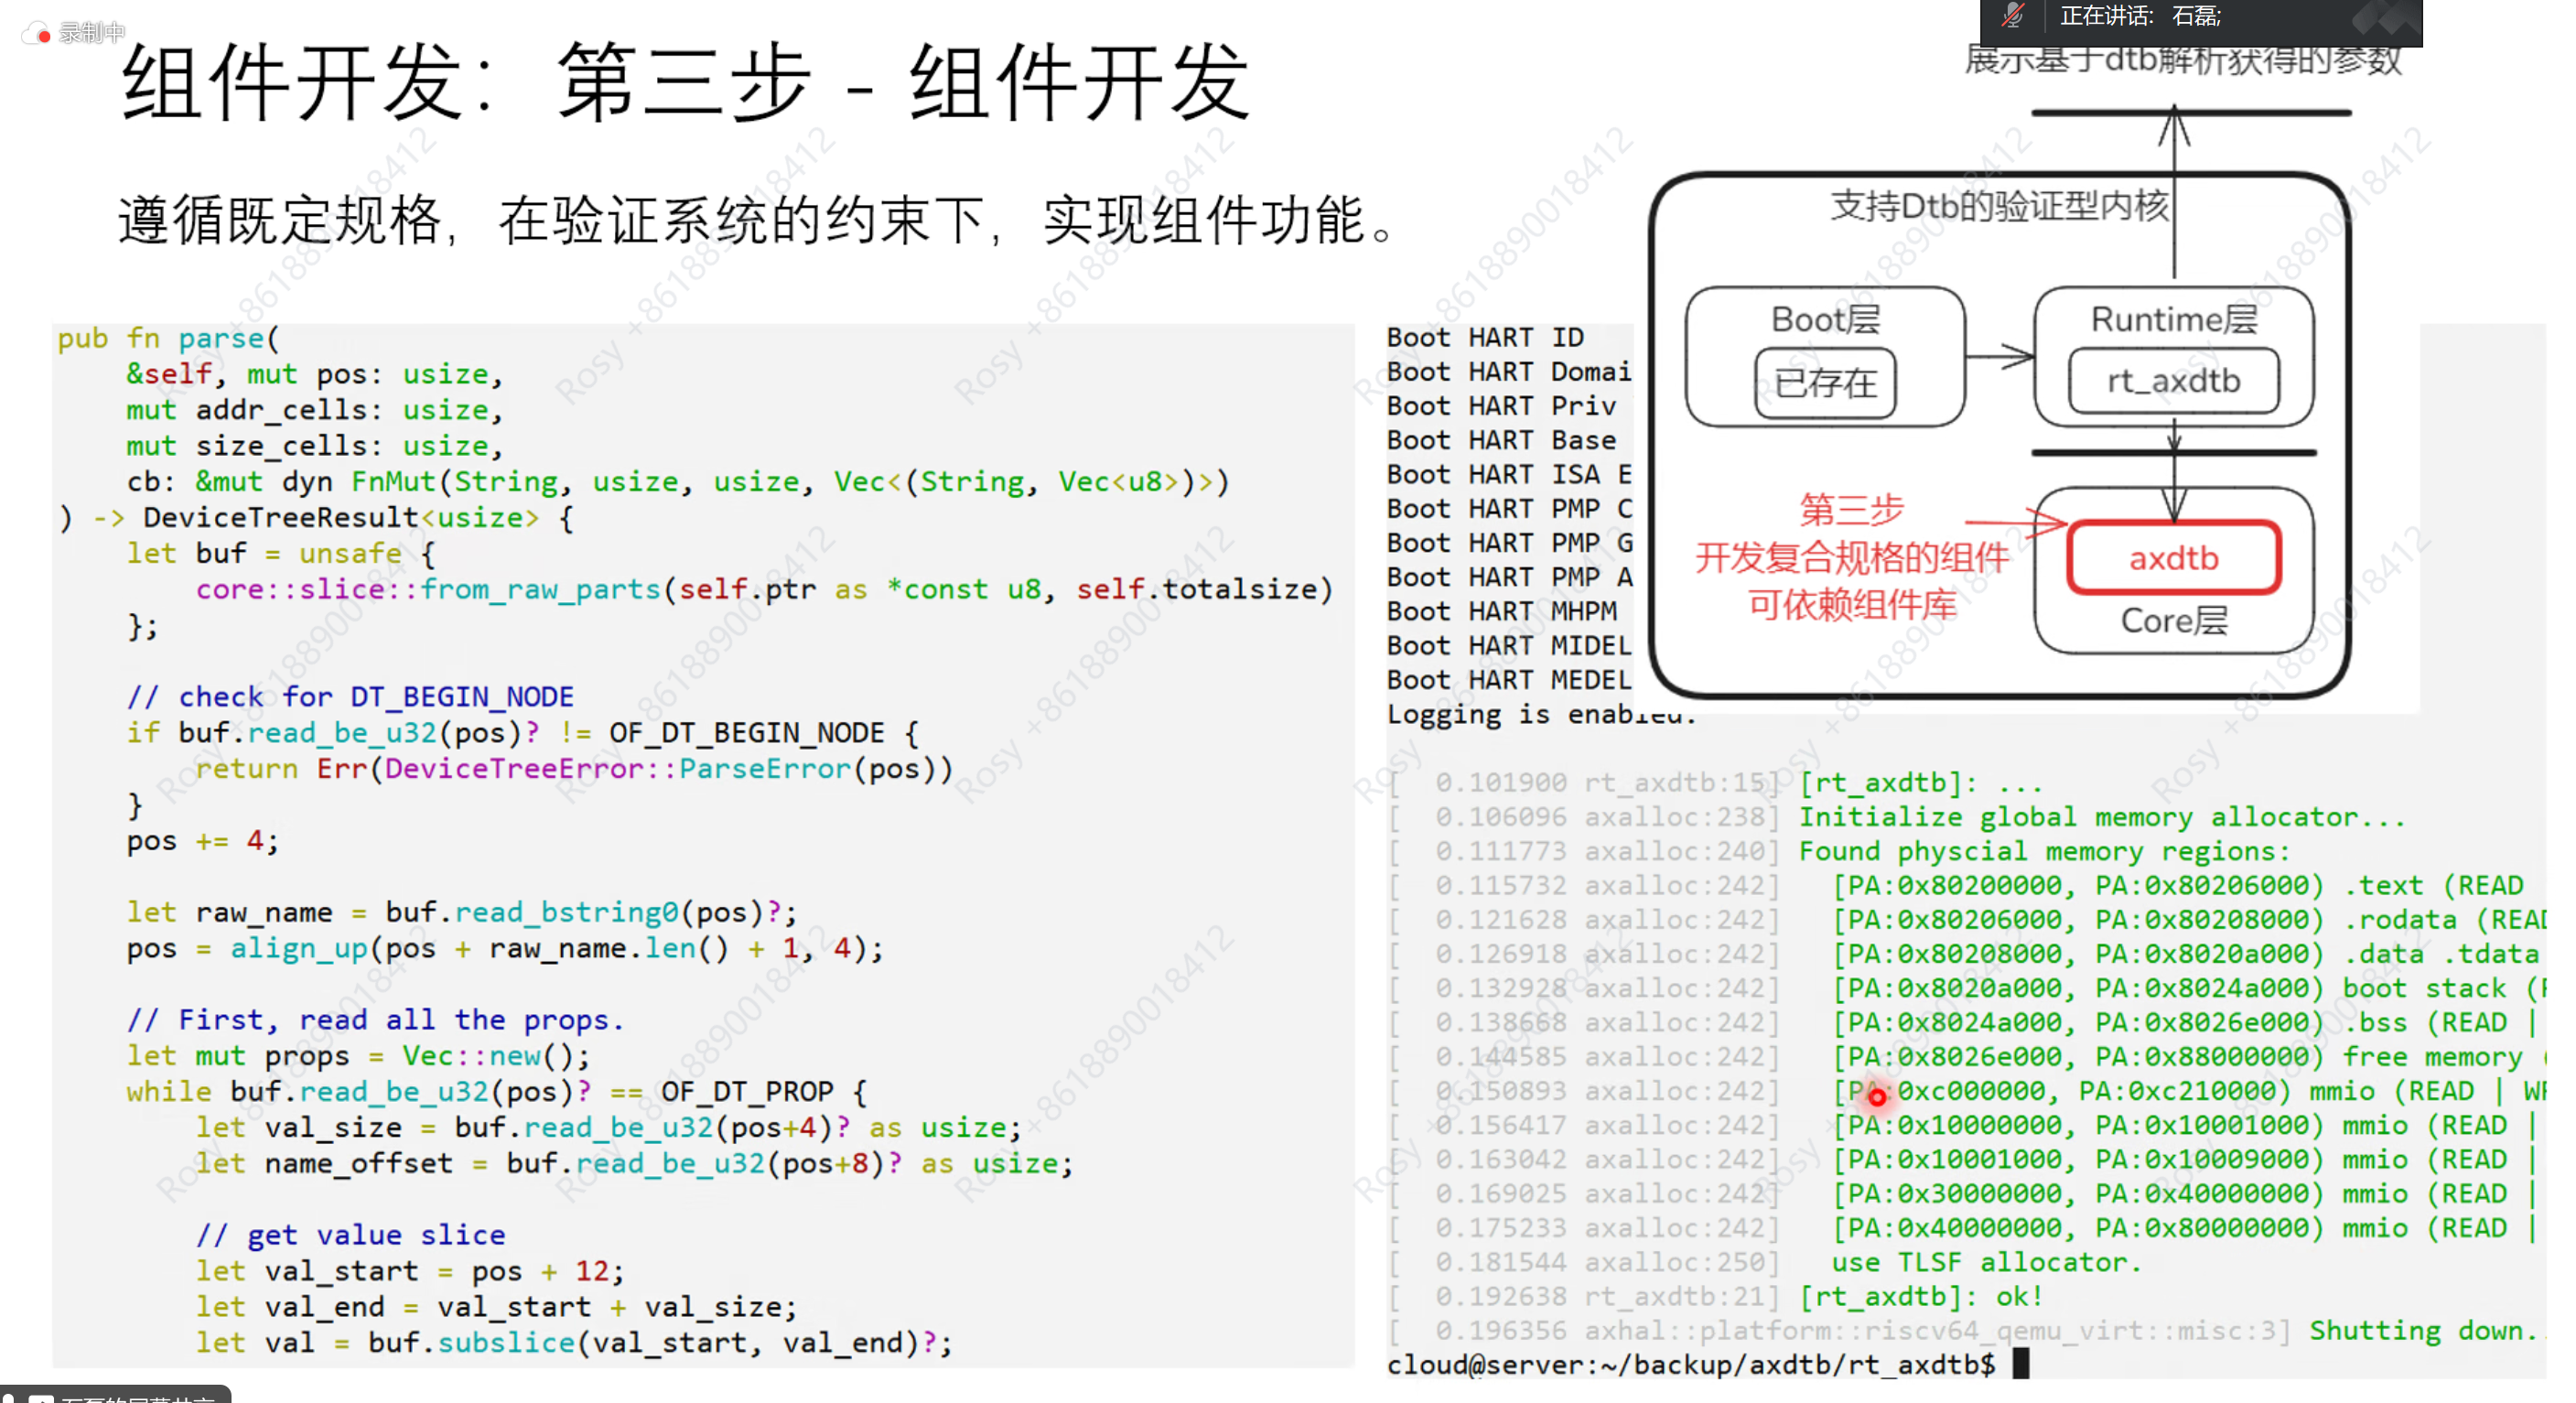 录制中
正在讲话: 石磊;
组件开发：第三步 - 组件开发
遵循既定规格，在验证系统的约束下，实现组件功能。
pub fn parse(
&self, mut pos: usize,
mut addr_cells: usize,
mut size_cells: usize,
cb: &mut dyn FnMut(String, usize, usize, Vec<(String, Vec<u8>)>)
) -> DeviceTreeResult<usize> {
let buf = unsafe {
core::slice::from_raw_parts(self.ptr as *const u8, self.totalsize)
};
// check for DT_BEGIN_NODE
if buf.read_be_u32(pos)? != OF_DT_BEGIN_NODE {
return Err(DeviceTreeError::ParseError(pos))
}
pos += 4;
let raw_name = buf.read_bstring0(pos)?;
pos = align_up(pos + raw_name.len() + 1, 4);
// First, read all the props.
let mut props = Vec::new();
while buf.read_be_u32(pos)? == OF_DT_PROP {
let val_size = buf.read_be_u32(pos+4)? as usize;
let name_offset = buf.read_be_u32(pos+8)? as usize;
// get value slice
let val_start = pos + 12;
let val_end = val_start + val_size;
let val = buf.subslice(val_start, val_end)?;
展示基于dtb解析获得的参数
支持Dtb的验证型内核
Boot层
已存在
Runtime层
rt_axdtb
第三步
开发复合规格的组件
可依赖组件库
axdtb
Core层
Boot HART ID
Boot HART Domai
Boot HART Priv
Boot HART Base
Boot HART ISA E
Boot HART PMP C
Boot HART PMP G
Boot HART PMP A
Boot HART MHPM
Boot HART MIDEL
Boot HART MEDEL
Logging is enabled.
[ 0.101900 rt_axdtb:15] [rt_axdtb]: ...
[ 0.106096 axalloc:238] Initialize global memory allocator...
[ 0.111773 axalloc:240] Found physcial memory regions:
[ 0.115732 axalloc:242] [PA:0x80200000, PA:0x80206000) .text (READ
[ 0.121628 axalloc:242] [PA:0x80206000, PA:0x80208000) .rodata (READ
[ 0.126918 axalloc:242] [PA:0x80208000, PA:0x8020a000) .data .tdata
[ 0.132928 axalloc:242] [PA:0x8020a000, PA:0x8024a000) boot stack (
[ 0.138668 axalloc:242] [PA:0x8024a000, PA:0x8026e000) .bss (READ |
[ 0.144585 axalloc:242] [PA:0x8026e000, PA:0x88000000) free memory (
[ 0.150893 axalloc:242] [PA:0xc000000, PA:0xc210000) mmio (READ | W
[ 0.156417 axalloc:242] [PA:0x10000000, PA:0x10001000) mmio (READ |
[ 0.163042 axalloc:242] [PA:0x10001000, PA:0x10009000) mmio (READ |
[ 0.169025 axalloc:242] [PA:0x30000000, PA:0x40000000) mmio (READ |
[ 0.175233 axalloc:242] [PA:0x40000000, PA:0x80000000) mmio (READ |
[ 0.181544 axalloc:250] use TLSF allocator.
[ 0.192638 rt_axdtb:21] [rt_axdtb]: ok!
[ 0.196356 axhal::platform::riscv64_qemu_virt::misc:3] Shutting down..
cloud@server:~/backup/axdtb/rt_axdtb$
Rosy +8618890018412